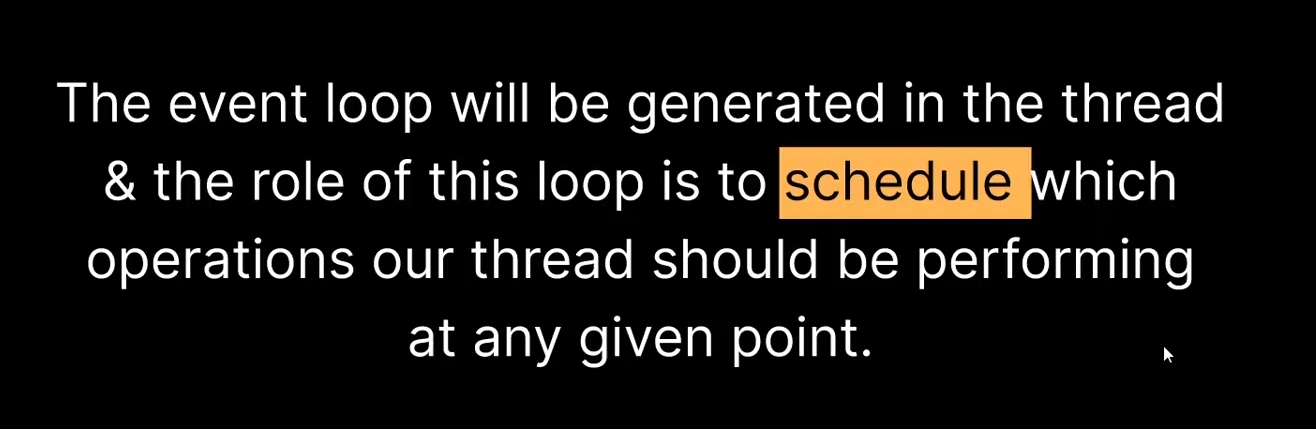 The event loop will be generated in the thread
& the role of this loop is to schedule which
operations our thread should be performing
at any given point.